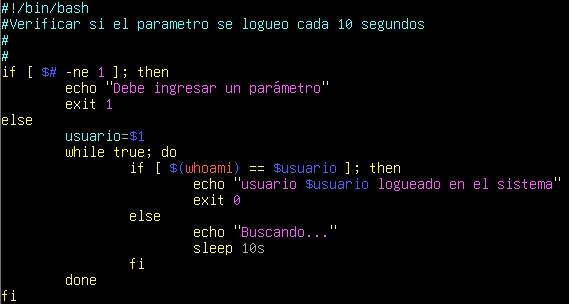 #!/bin/bash
#Verificar si el parametro se logueo cada 10 segundos
#
#
if [ $# -ne 1 ]; then
        echo "Debe ingresar un parámetro"
        exit 1
else
        usuario=$1
        while true; do
                if [ $(whoami) == $usuario ]; then
                        echo "usuario $usuario logueado en el sistema"
                        exit 0
                else
                        echo "Buscando..."
                        sleep 10s
                fi
        done
fi